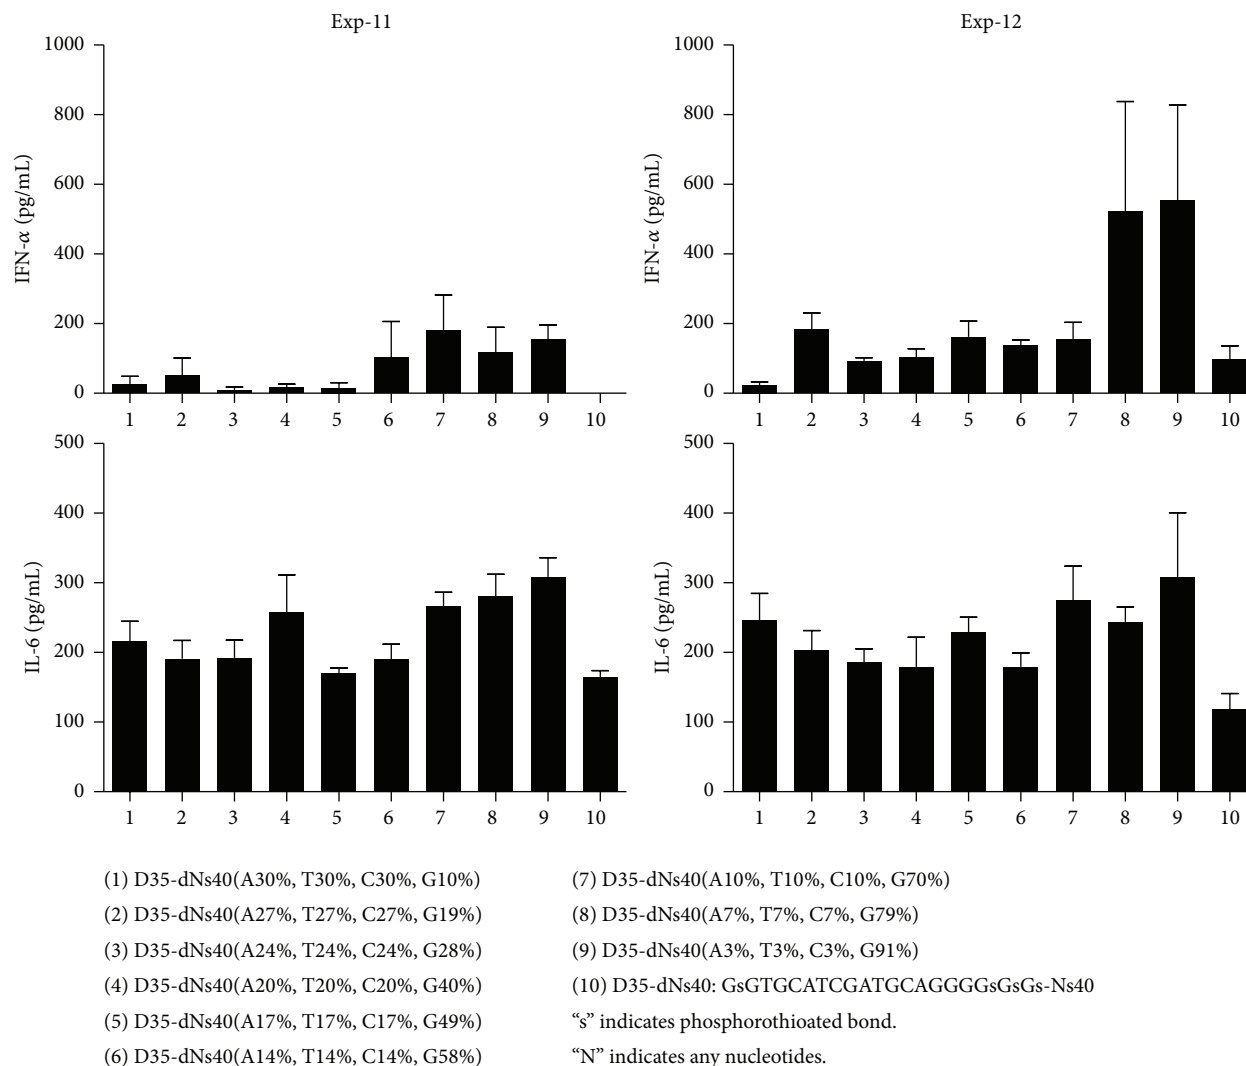 Exp-11
1000
800
600
400
200
0
IFN-α (pg/mL)
1 2 3 4 5 6 7 8 9 10
Exp-12
1000
800
600
400
200
0
IFN-α (pg/mL)
1 2 3 4 5 6 7 8 9 10
500
400
300
200
100
0
IL-6 (pg/mL)
1 2 3 4 5 6 7 8 9 10
500
400
300
200
100
0
IL-6 (pg/mL)
1 2 3 4 5 6 7 8 9 10
(1) D35-dNs40(A30%, T30%, C30%, G10%)
(2) D35-dNs40(A27%, T27%, C27%, G19%)
(3) D35-dNs40(A24%, T24%, C24%, G28%)
(4) D35-dNs40(A20%, T20%, C20%, G40%)
(5) D35-dNs40(A17%, T17%, C17%, G49%)
(6) D35-dNs40(A14%, T14%, C14%, G58%)
(7) D35-dNs40(A10%, T10%, C10%, G70%)
(8) D35-dNs40(A7%, T7%, C7%, G79%)
(9) D35-dNs40(A3%, T3%, C3%, G91%)
(10) D35-dNs40: GsGTGCATCGATGCAGGGGsGsGs-Ns40
“s” indicates phosphorothioated bond.
“N” indicates any nucleotides.